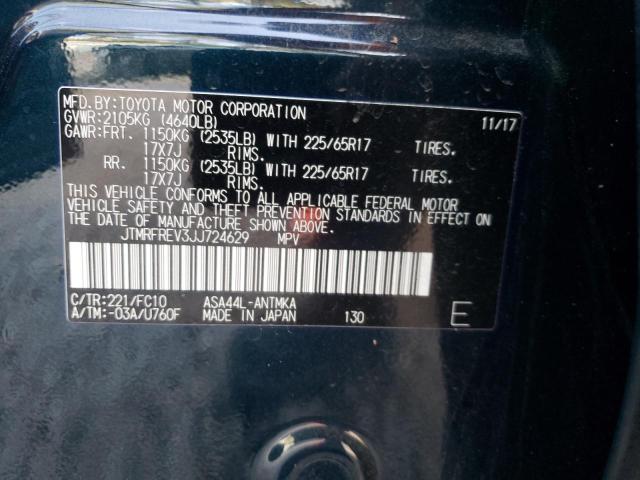 MFD.BY:TOYOTA MOTOR CORPORATION 11/17
GVWR:2105KG (4640LB)
GAWR:FRT. 1150KG (2535LB) WITH 225/65R17 TIRES.
17X7J RIMS.
RR. 1150KG (2535LB) WITH 225/65R17 TIRES.
17X7J RIMS.
THIS VEHICLE CONFORMS TO ALL APPLICABLE FEDERAL MOTOR
VEHICLE SAFETY AND THEFT PREVENTION STANDARDS IN EFFECT ON
THE DATE OF MANUFACTURE SHOWN ABOVE.
JTMRFREV3JJ724629 MPV
C/TR:221/FC10 ASA44L-ANTMKA
A/TM:-03A/U760F MADE IN JAPAN 130 E